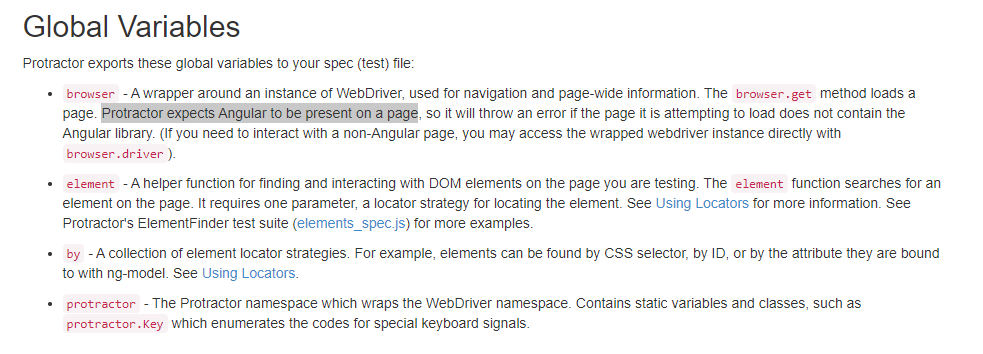 Global Variables
Protractor exports these global variables to your spec (test) file:
• browser - A wrapper around an instance of WebDriver, used for navigation and page-wide information. The browser.get method loads a
page. Protractor expects Angular to be present on a page, so it will throw an error if the page it is attempting to load does not contain the
Angular library. (If you need to interact with a non-Angular page, you may access the wrapped webdriver instance directly with
browser.driver ).
• element - A helper function for finding and interacting with DOM elements on the page you are testing. The element function searches for an
element on the page. It requires one parameter, a locator strategy for locating the element. See Using Locators for more information. See
Protractor's ElementFinder test suite (elements_spec.js) for more examples.
• by - A collection of element locator strategies. For example, elements can be found by CSS selector, by ID, or by the attribute they are bound
to with ng-model. See Using Locators.
• protractor - The Protractor namespace which wraps the WebDriver namespace. Contains static variables and classes, such as
protractor.Key which enumerates the codes for special keyboard signals.